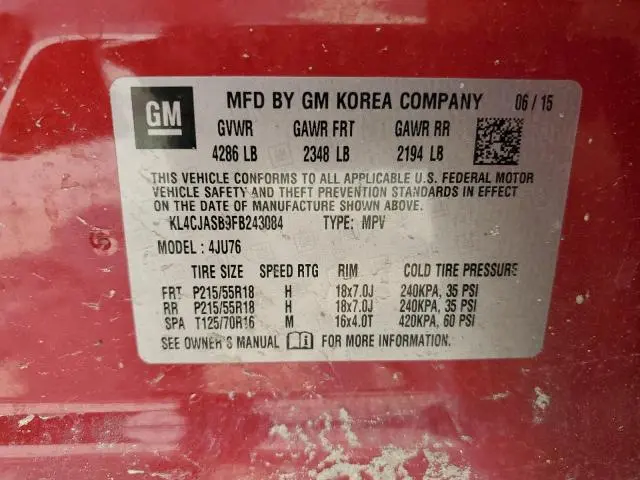 GM MFD BY GM KOREA COMPANY 06/15
GVWR GAWR FRT GAWR RR
4286 LB 2348 LB 2194 LB
THIS VEHICLE CONFORMS TO ALL APPLICABLE U.S. FEDERAL MOTOR
VEHICLE SAFETY AND THEFT PREVENTION STANDARDS IN EFFECT
ON THE DATE OF MANUFACTURE SHOWN ABOVE.
KL4CJASB9FB243084 TYPE: MPV
MODEL: 4JU76
TIRE SIZE SPEED RTG RIM COLD TIRE PRESSURE
FRT P215/55R18 H 18x7.0J 240KPA, 35 PSI
RR P215/55R18 H 18x7.0J 240KPA, 35 PSI
SPA T125/70R16 M 16x4.0T 420KPA, 60 PSI
SEE OWNER'S MANUAL FOR MORE INFORMATION.